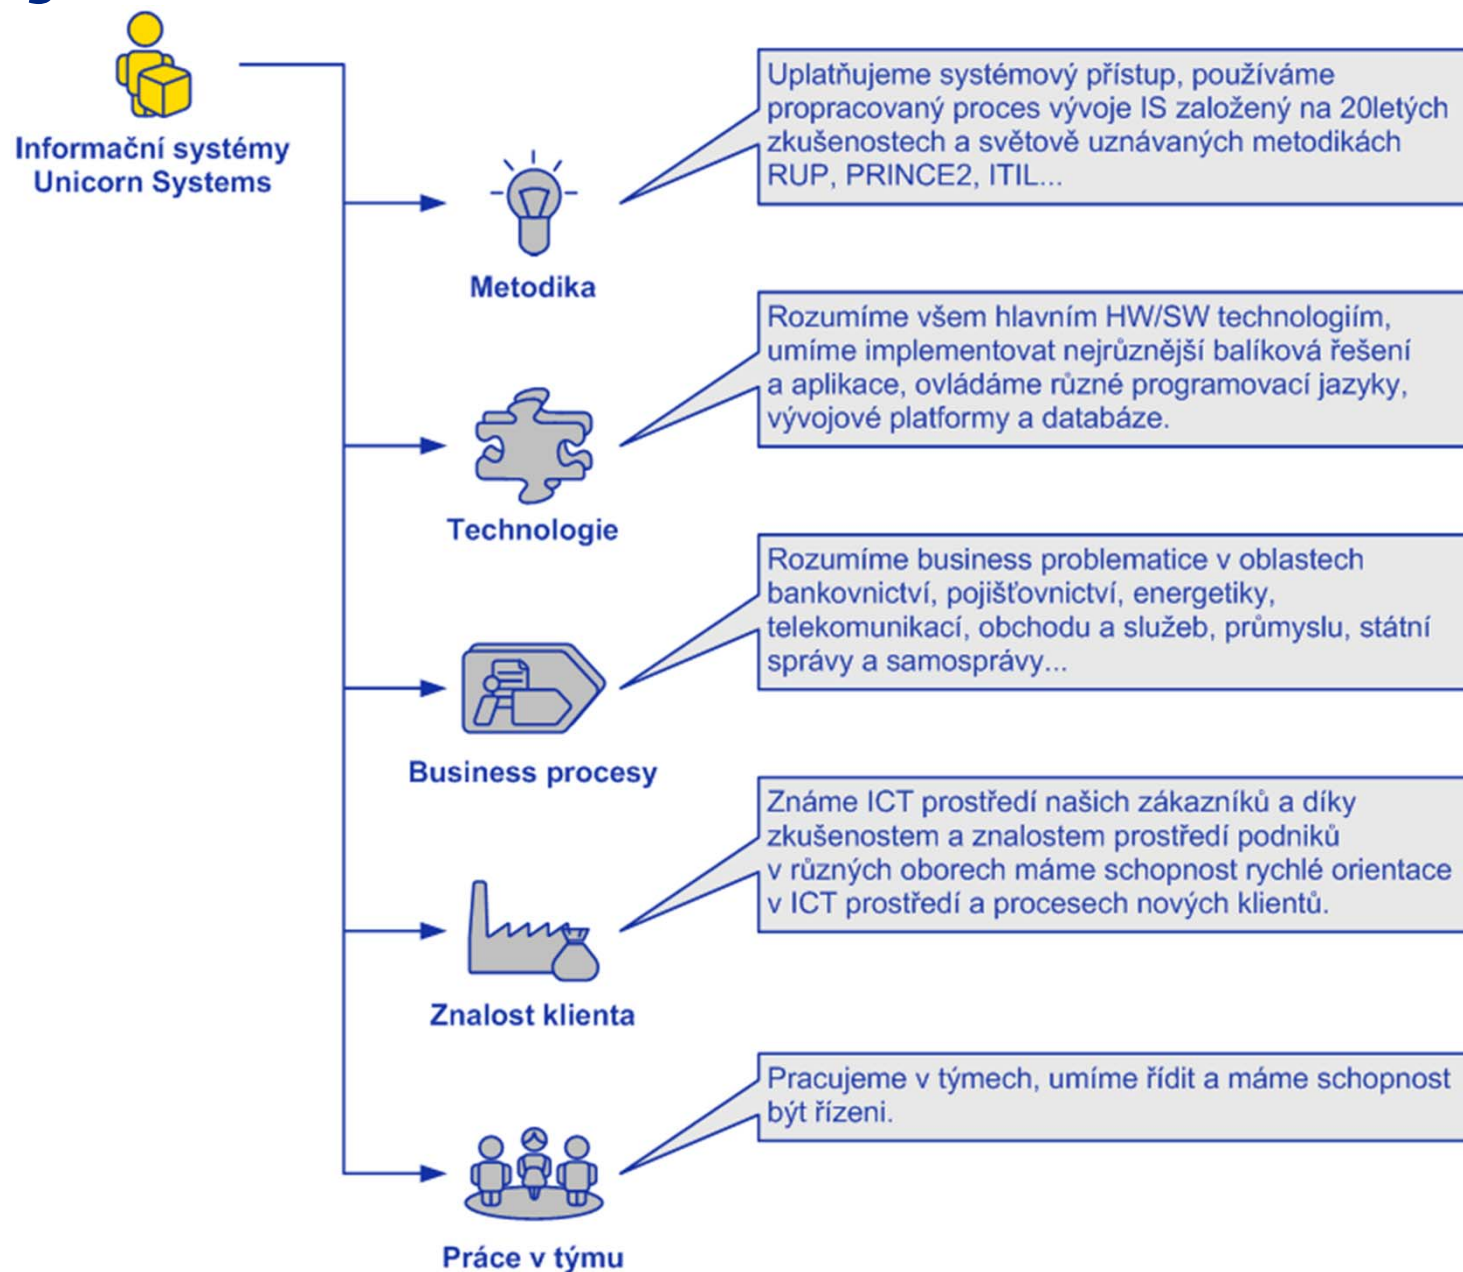 Informační systémy
Unicorn Systems
Uplatňujeme systémový přístup, používáme
propracovaný proces vývoje IS založený na 20letých
zkušenostech a světově uznávaných metodikách
RUP, PRINCE2, ITIL...
Metodika
Rozumíme všem hlavním HW/SW technologiím,
umíme implementovat nejrůznější balíková řešení
a aplikace, ovládáme různé programovací jazyky,
vývojové platformy a databáze.
Technologie
Rozumíme business problematice v oblastech
bankovnictví, pojišťovnictví, energetiky,
telekomunikací, obchodu a služeb, průmyslu, státní
správy a samosprávy...
Business procesy
Známe ICT prostředí našich zákazníků a díky
zkušenostem a znalostem prostředí podniků
v různých oborech máme schopnost rychlé orientace
v ICT prostředí a procesech nových klientů.
Znalost klienta
Pracujeme v týmech, umíme řídit a máme schopnost
být řízeni.
Práce v týmu